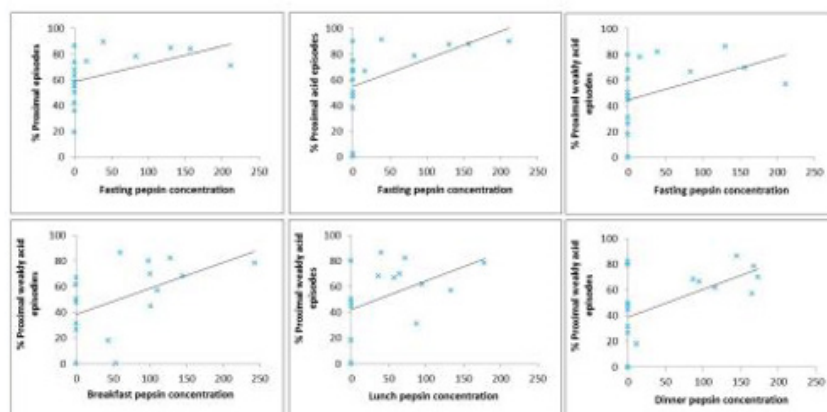 % Proximal episodes
100
80
60
40
20
0
0 50 100 150 200 250
Fasting pepsin concentration
% Proximal acid episodes
100
80
60
40
20
0
0 50 100 150 200 250
Fasting pepsin concentration
% Proximal weakly acid
episodes
100
80
60
40
20
0
0 50 100 150 200 250
Fasting pepsin concentration
% Proximal weakly acid
episodes
100
80
60
40
20
0
0 50 100 150 200 250
Breakfast pepsin concentration
% Proximal weakly acid
episodes
100
80
60
40
20
0
0 50 100 150 200 250
Lunch pepsin concentration
% Proximal weakly acid
episodes
100
80
60
40
20
0
0 50 100 150 200 250
Dinner pepsin concentration